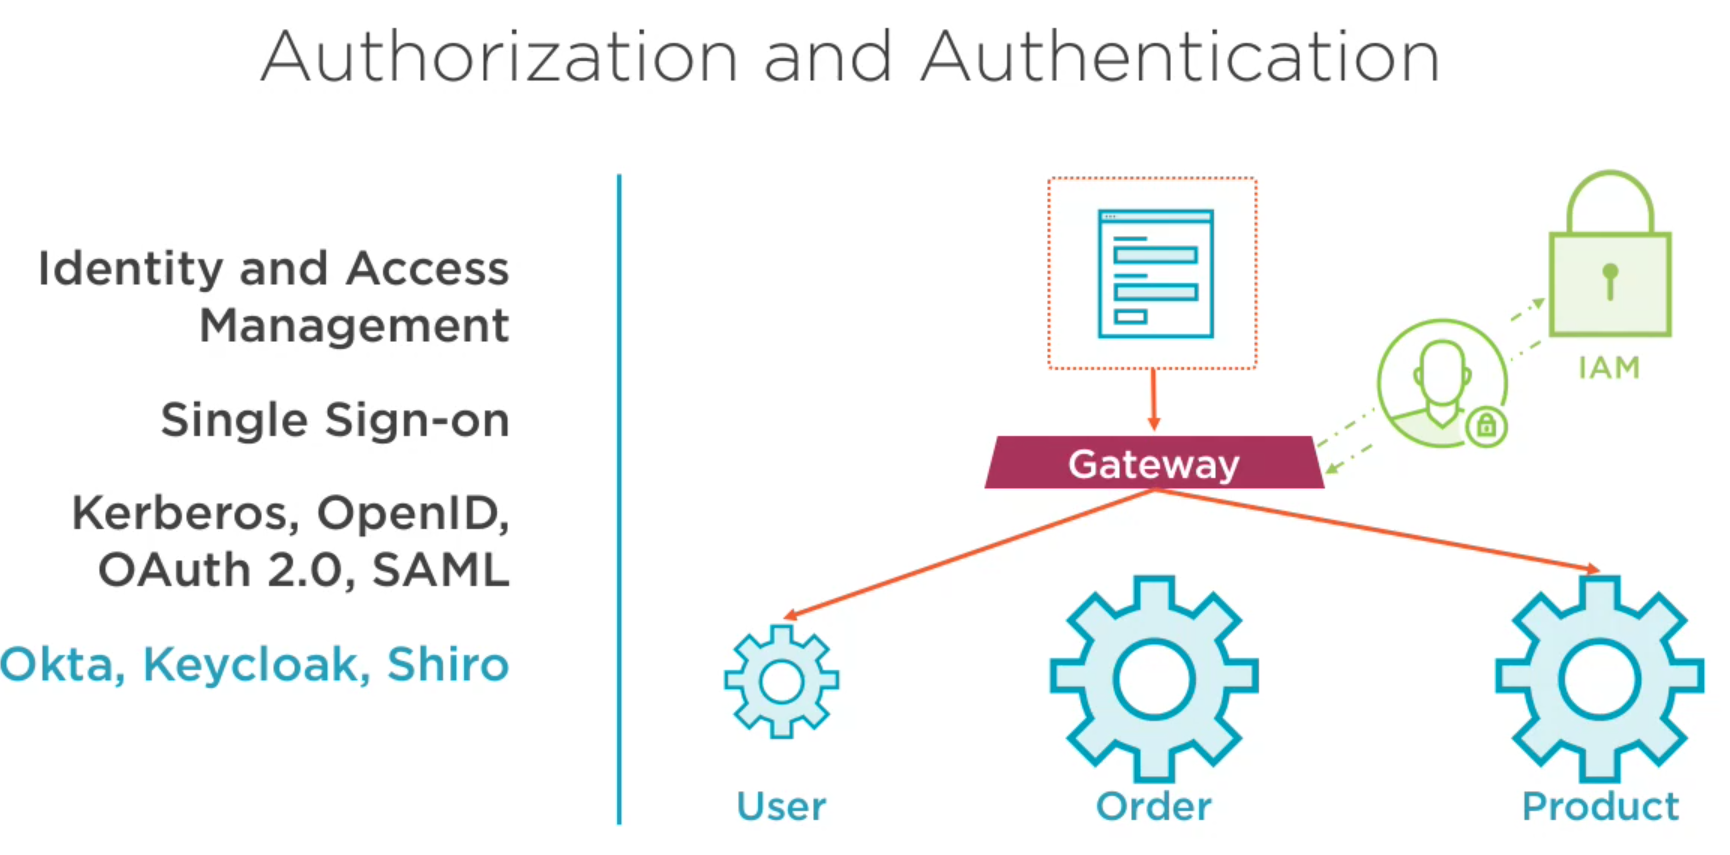 Authorization and Authentication
Identity and Access
Management
Single Sign-on
Kerberos, OpenID,
OAuth 2.0, SAML
Okta, Keycloak, Shiro
IAM
Gateway
User
Order
Product